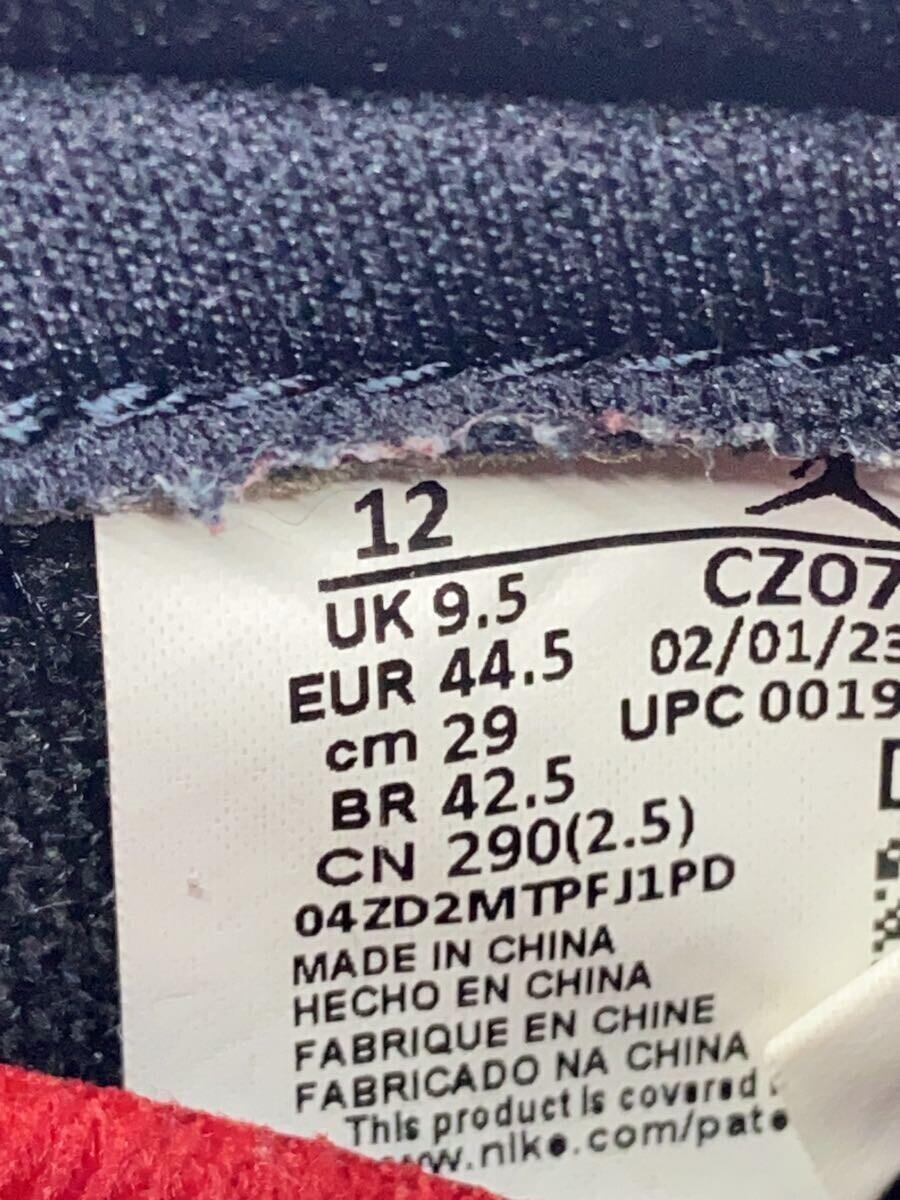 12
UK 9.5
EUR 44.5
cm 29
BR 42.5
CN 290(2.5)
CZ07
02/01/23
UPC 0019
04ZD2MTPFJ1PD
MADE IN CHINA
HECHO EN CHINA
FABRIQUE EN CHINE
FABRICADO NA CHINA
This product is covered
www.nike.com/pate